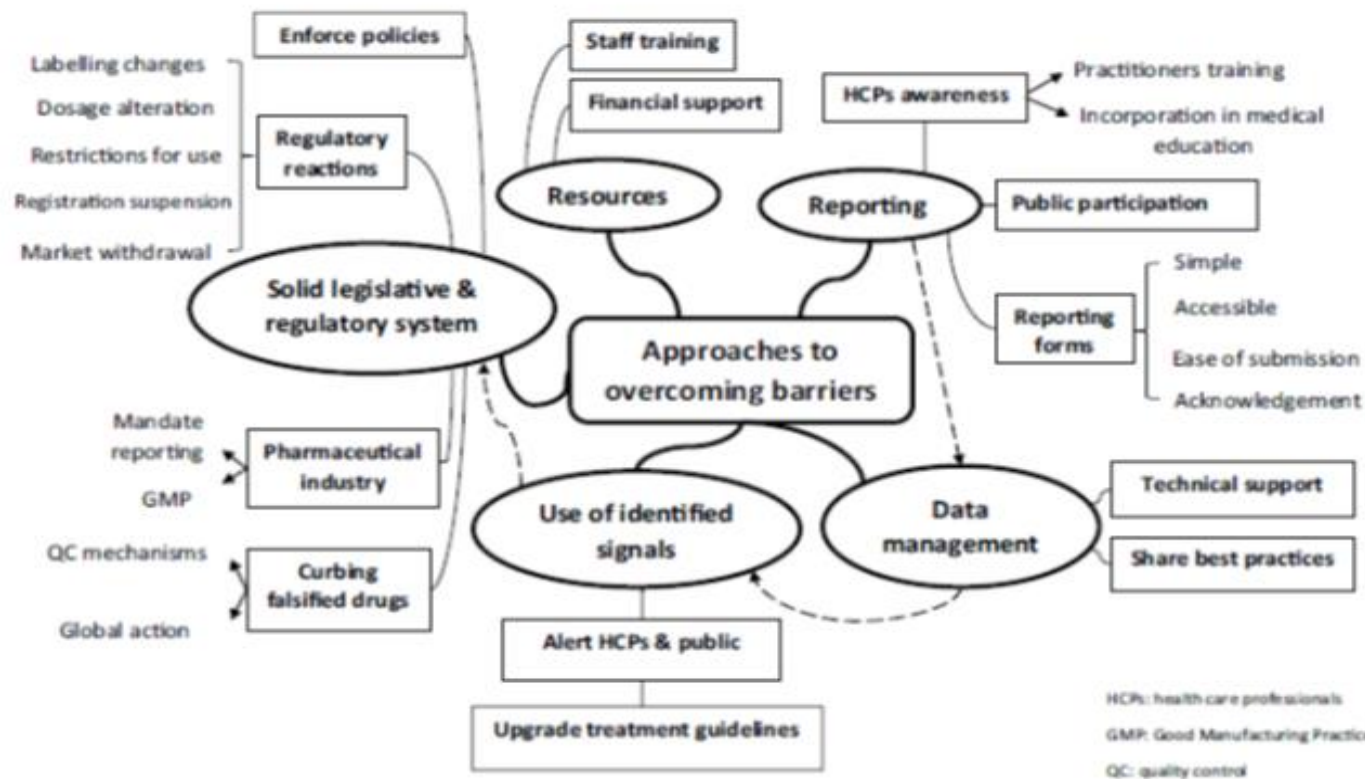 Enforce policies
Labelling changes
Dosage alteration
Restrictions for use
Registration suspension
Market withdrawal
Regulatory
reactions
Staff training
Financial support
Resources
HCPs awareness
Practitioners training
Incorporation in medical
education
Reporting
Public participation
Reporting
forms
Simple
Accessible
Ease of submission
Acknowledgement
Solid legislative &
regulatory system
Approaches to
overcoming barriers
Mandate
reporting
GMP
Pharmaceutical
industry
QC mechanisms
Global action
Curbing
falsified drugs
Use of identified
signals
Data
management
Technical support
Share best practices
Alert HCPs & public
Upgrade treatment guidelines
HCPs: health care professionals
GMP: Good Manufacturing Practice
QC: quality control